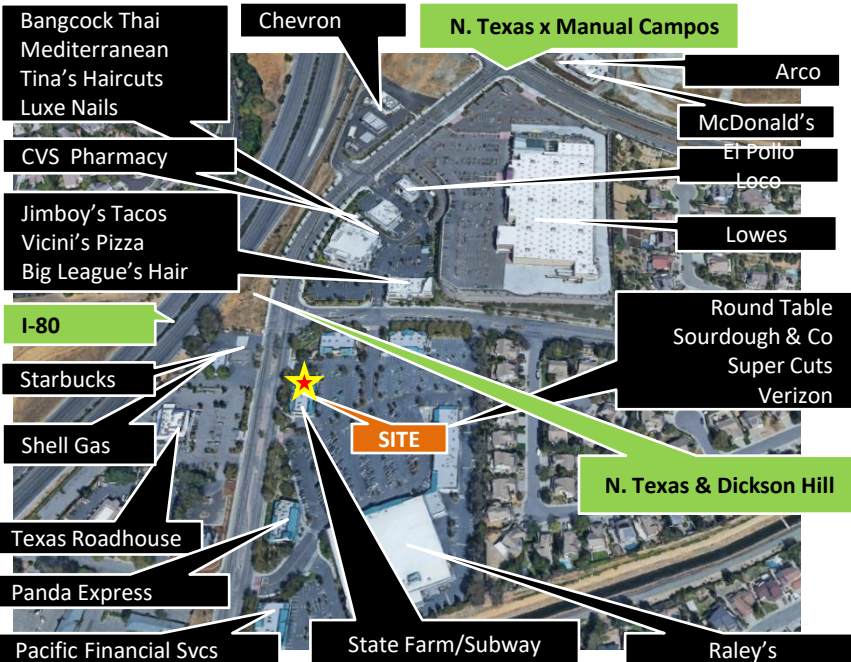 Bangcock Thai
Mediterranean
Tina's Haircuts
Luxe Nails
Chevron
N. Texas x Manual Campos
Arco
McDonald's
CVS Pharmacy
El Pollo
Loco
Jimboy's Tacos
Vicini's Pizza
Big League's Hair
Lowes
I-80
Round Table
Sourdough & Co
Super Cuts
Verizon
Starbucks
Shell Gas
SITE
N. Texas & Dickson Hill
Texas Roadhouse
Panda Express
Pacific Financial Svcs
State Farm/Subway
Raley's